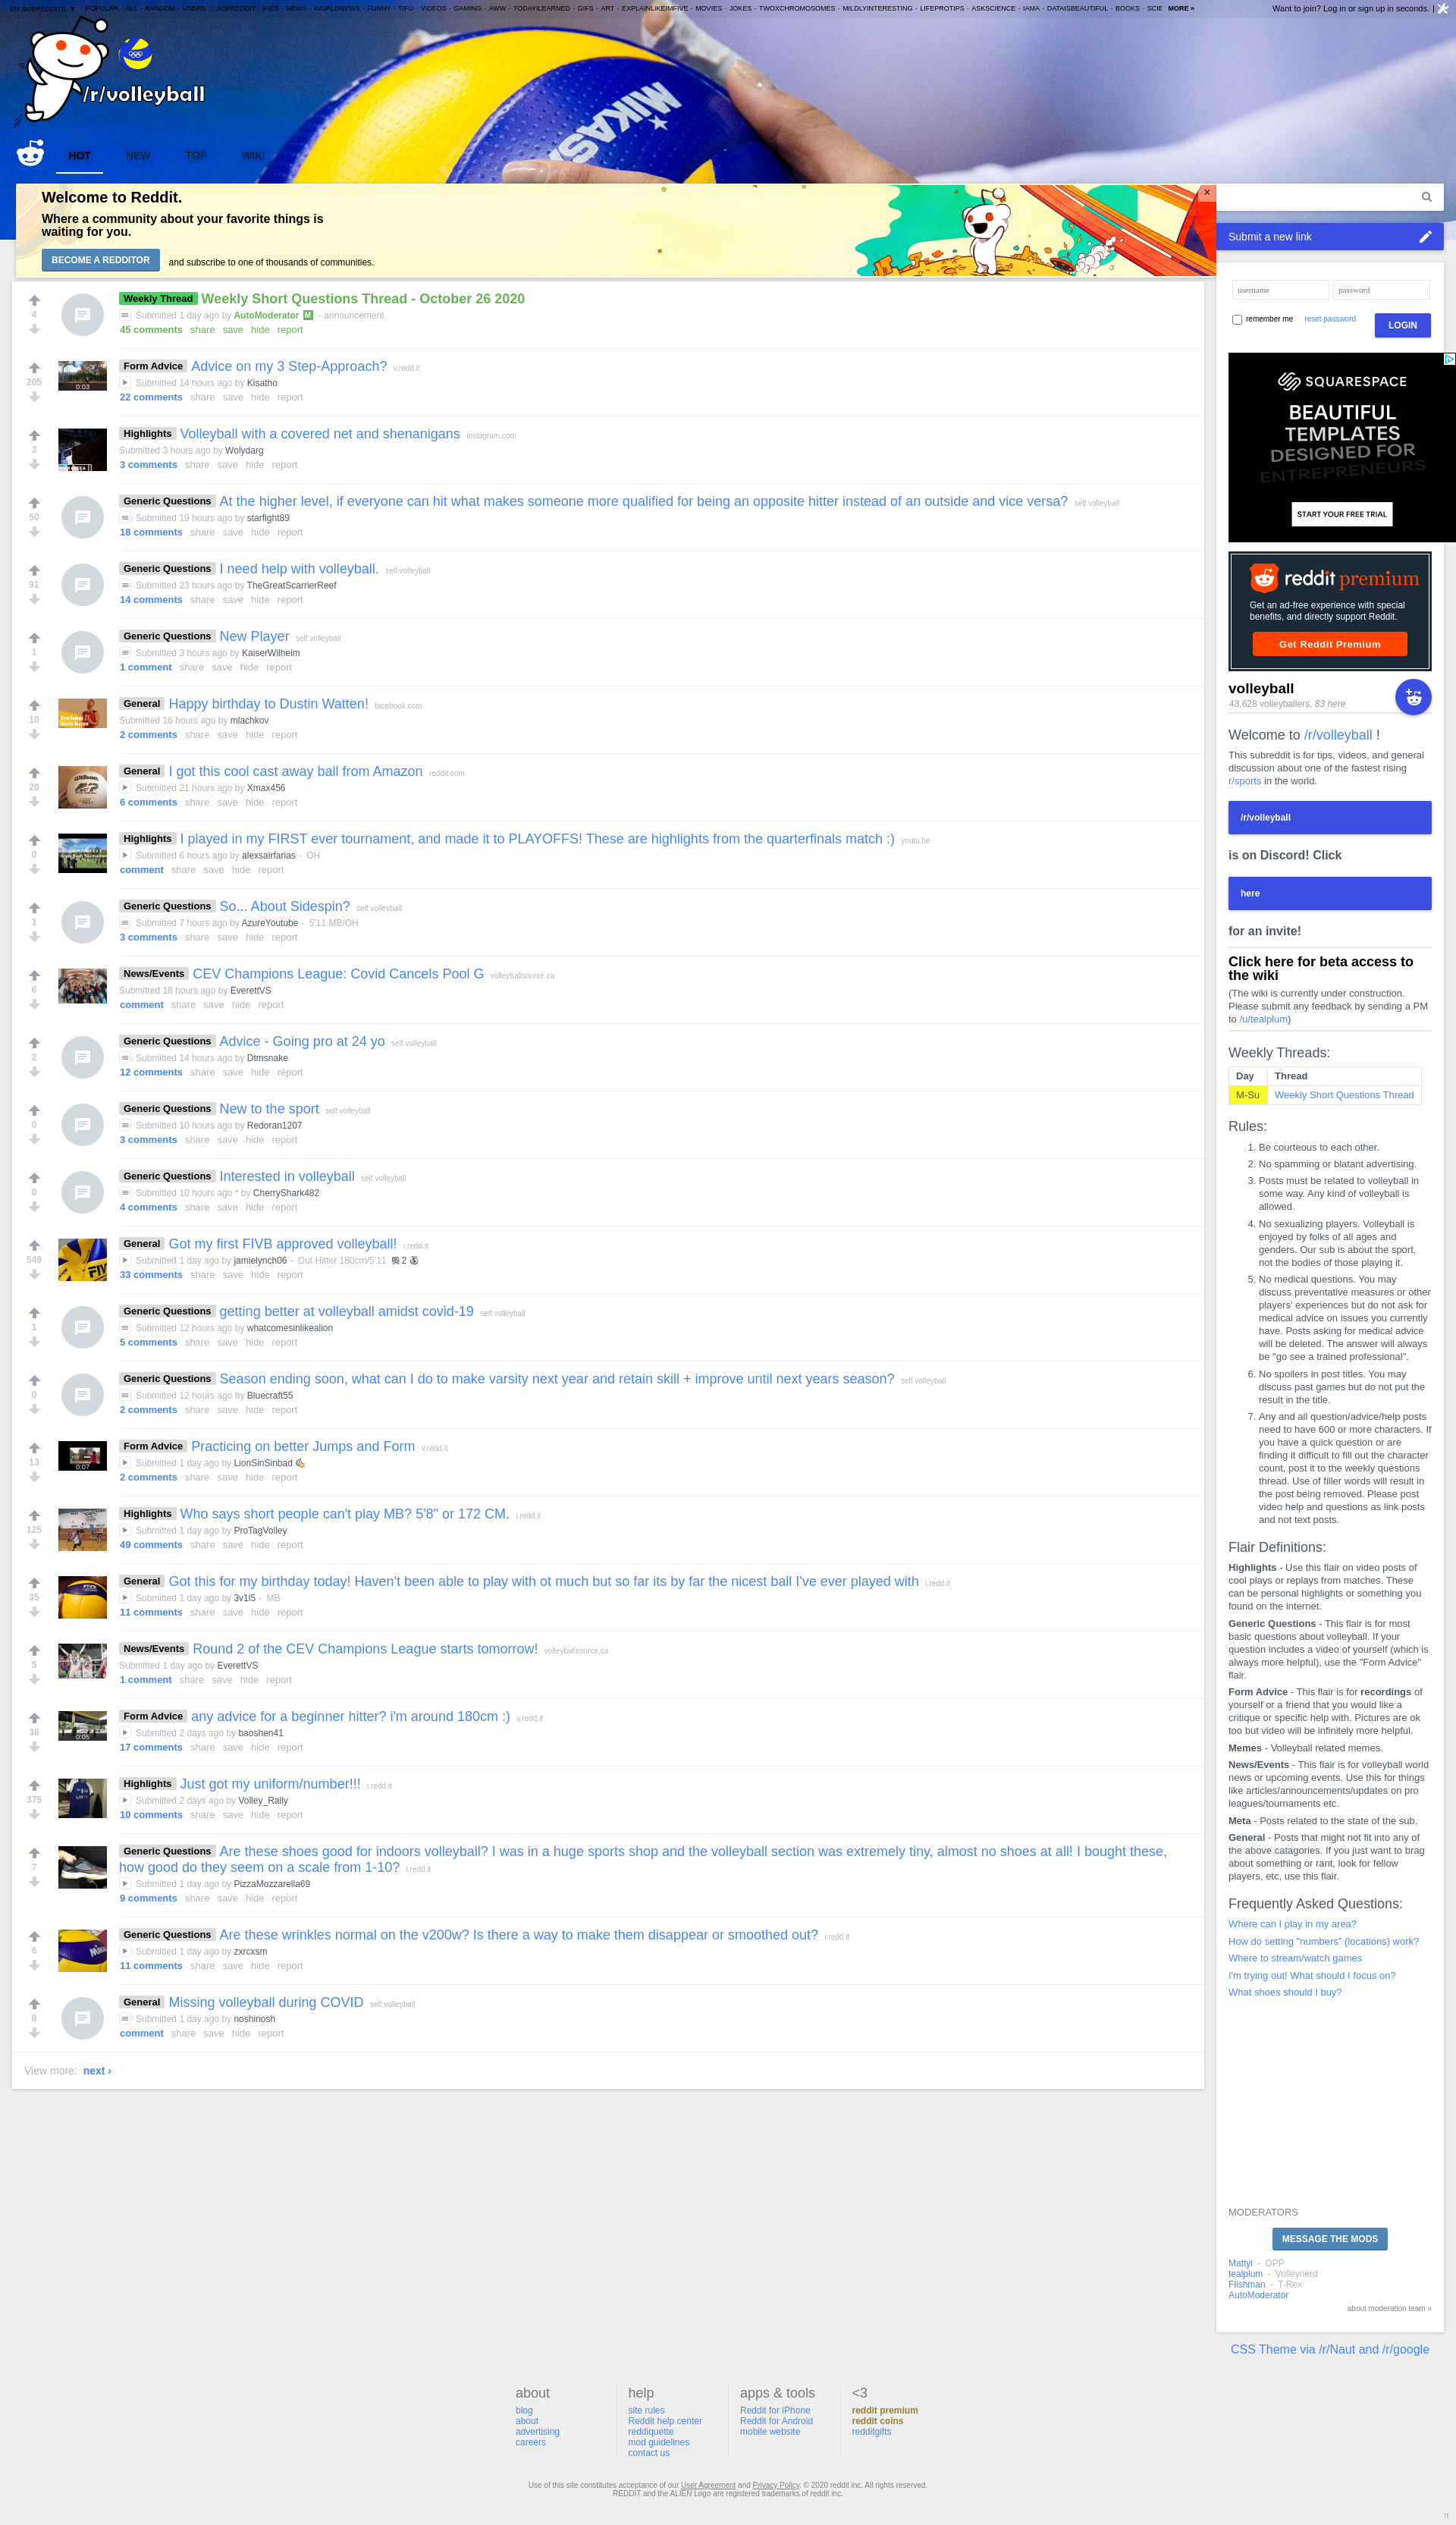 MY SUBREDDITS ▼ POPULAR - ALL - RANDOM - USERS | ASKREDDIT - PICS - NEWS - WORLDNEWS - FUNNY - TIFU - VIDEOS - GAMING - AWW - TODAYILEARNED - GIFS - ART - EXPLAINLIKEIMFIVE - MOVIES - JOKES - TWOXCHROMOSOMES - MILDLYINTERESTING - LIFEPROTIPS - ASKSCIENCE - IAMA - DATAISBEAUTIFUL - BOOKS - SCIE MORE »
Want to join? Log in or sign up in seconds. |
/r/volleyball
MIKASA
HOT NEW TOP WIKI
Welcome to Reddit.
Where a community about your favorite things is
waiting for you.
BECOME A REDDITOR and subscribe to one of thousands of communities.
Weekly Thread Weekly Short Questions Thread - October 26 2020
4
Submitted 1 day ago by AutoModerator M - announcement
45 comments share save hide report
Form Advice Advice on my 3 Step-Approach? v.redd.it
205
0:03
Submitted 14 hours ago by Kisatho
22 comments share save hide report
Highlights Volleyball with a covered net and shenanigans instagram.com
3
Submitted 3 hours ago by Wolydarg
3 comments share save hide report
Generic Questions At the higher level, if everyone can hit what makes someone more qualified for being an opposite hitter instead of an outside and vice versa? self.volleyball
50
Submitted 19 hours ago by starfight89
18 comments share save hide report
Generic Questions I need help with volleyball. self.volleyball
91
Submitted 23 hours ago by TheGreatScarrierReef
14 comments share save hide report
Generic Questions New Player self.volleyball
1
Submitted 3 hours ago by KaiserWilheim
1 comment share save hide report
General Happy birthday to Dustin Watten! facebook.com
10
Submitted 16 hours ago by mlachkov
2 comments share save hide report
General I got this cool cast away ball from Amazon reddit.com
20
Submitted 21 hours ago by Xmax456
6 comments share save hide report
Highlights I played in my FIRST ever tournament, and made it to PLAYOFFS! These are highlights from the quarterfinals match :) youtu.be
0
Submitted 6 hours ago by alexsairfarias - OH
comment share save hide report
Generic Questions So... About Sidespin? self.volleyball
1
Submitted 7 hours ago by AzureYoutube - 5'11 MB/OH
3 comments share save hide report
News/Events CEV Champions League: Covid Cancels Pool G volleyballsource.ca
6
Submitted 18 hours ago by EverettVS
comment share save hide report
Generic Questions Advice - Going pro at 24 yo self.volleyball
2
Submitted 14 hours ago by Dtmsnake
12 comments share save hide report
Generic Questions New to the sport self.volleyball
0
Submitted 10 hours ago by Redoran1207
3 comments share save hide report
Generic Questions Interested in volleyball self.volleyball
0
Submitted 10 hours ago * by CherryShark482
4 comments share save hide report
General Got my first FIVB approved volleyball! i.redd.it
549
Submitted 1 day ago by jamielynch06 - Out Hitter 180cm/5'11 2
33 comments share save hide report
Generic Questions getting better at volleyball amidst covid-19 self.volleyball
1
Submitted 12 hours ago by whatcomesinlikealion
5 comments share save hide report
Generic Questions Season ending soon, what can I do to make varsity next year and retain skill + improve until next years season? self.volleyball
0
Submitted 12 hours ago by Bluecraft55
2 comments share save hide report
Form Advice Practicing on better Jumps and Form v.redd.it
13
0:07
Submitted 1 day ago by LionSinSinbad
2 comments share save hide report
Highlights Who says short people can't play MB? 5'8" or 172 CM. i.redd.it
125
Submitted 1 day ago by ProTagVolley
49 comments share save hide report
General Got this for my birthday today! Haven't been able to play with ot much but so far its by far the nicest ball I've ever played with i.redd.it
35
Submitted 1 day ago by 3v1l5 - MB
11 comments share save hide report
News/Events Round 2 of the CEV Champions League starts tomorrow! volleyballsource.ca
5
Submitted 1 day ago by EverettVS
1 comment share save hide report
Form Advice any advice for a beginner hitter? i'm around 180cm :) v.redd.it
38
0:05
Submitted 2 days ago by baoshen41
17 comments share save hide report
Highlights Just got my uniform/number!!! i.redd.it
375
Submitted 2 days ago by Volley_Rally
10 comments share save hide report
Generic Questions Are these shoes good for indoors volleyball? I was in a huge sports shop and the volleyball section was extremely tiny, almost no shoes at all! I bought these,
how good do they seem on a scale from 1-10? i.redd.it
7
Submitted 1 day ago by PizzaMozzarella69
9 comments share save hide report
Generic Questions Are these wrinkles normal on the v200w? Is there a way to make them disappear or smoothed out? i.redd.it
6
Submitted 1 day ago by zxrcxsm
11 comments share save hide report
General Missing volleyball during COVID self.volleyball
8
Submitted 1 day ago by noshinosh
comment share save hide report
View more: next ›
Submit a new link
username password
remember me reset password LOGIN
SQUARESPACE
BEAUTIFUL
TEMPLATES
DESIGNED FOR
ENTREPRENEURS
START YOUR FREE TRIAL
reddit premium
Get an ad-free experience with special
benefits, and directly support Reddit.
Get Reddit Premium
volleyball
43,628 volleyballers, 83 here
Welcome to /r/volleyball !
This subreddit is for tips, videos, and general
discussion about one of the fastest rising
r/sports in the world.
/r/volleyball
is on Discord! Click
here
for an invite!
Click here for beta access to
the wiki
(The wiki is currently under construction.
Please submit any feedback by sending a PM
to /u/tealplum)
Weekly Threads:
Day Thread
M-Su Weekly Short Questions Thread
Rules:
1. Be courteous to each other.
2. No spamming or blatant advertising.
3. Posts must be related to volleyball in
some way. Any kind of volleyball is
allowed.
4. No sexualizing players. Volleyball is
enjoyed by folks of all ages and
genders. Our sub is about the sport,
not the bodies of those playing it.
5. No medical questions. You may
discuss preventative measures or other
players' experiences but do not ask for
medical advice on issues you currently
have. Posts asking for medical advice
will be deleted. The answer will always
be "go see a trained professional".
6. No spoilers in post titles. You may
discuss past games but do not put the
result in the title.
7. Any and all question/advice/help posts
need to have 600 or more characters. If
you have a quick question or are
finding it difficult to fill out the character
count, post it to the weekly questions
thread. Use of filler words will result in
the post being removed. Please post
video help and questions as link posts
and not text posts.
Flair Definitions:
Highlights - Use this flair on video posts of
cool plays or replays from matches. These
can be personal highlights or something you
found on the internet.
Generic Questions - This flair is for most
basic questions about volleyball. If your
question includes a video of yourself (which is
always more helpful), use the "Form Advice"
flair.
Form Advice - This flair is for recordings of
yourself or a friend that you would like a
critique or specific help with. Pictures are ok
too but video will be infinitely more helpful.
Memes - Volleyball related memes.
News/Events - This flair is for volleyball world
news or upcoming events. Use this for things
like articles/announcements/updates on pro
leagues/tournaments etc.
Meta - Posts related to the state of the sub.
General - Posts that might not fit into any of
the above catagories. If you just want to brag
about something or rant, look for fellow
players, etc, use this flair.
Frequently Asked Questions:
Where can I play in my area?
How do setting "numbers" (locations) work?
Where to stream/watch games
I'm trying out! What should I focus on?
What shoes should I buy?
MODERATORS
MESSAGE THE MODS
Mattyi - OPP
tealplum - Volleynerd
Fiishman - T-Rex
AutoModerator
about moderation team »
CSS Theme via /r/Naut and /r/google
about
blog
about
advertising
careers
help
site rules
Reddit help center
reddiquette
mod guidelines
contact us
apps & tools
Reddit for iPhone
Reddit for Android
mobile website
<3
reddit premium
reddit coins
redditgifts
Use of this site constitutes acceptance of our User Agreement and Privacy Policy. © 2020 reddit inc. All rights reserved.
REDDIT and the ALIEN Logo are registered trademarks of reddit inc.
π